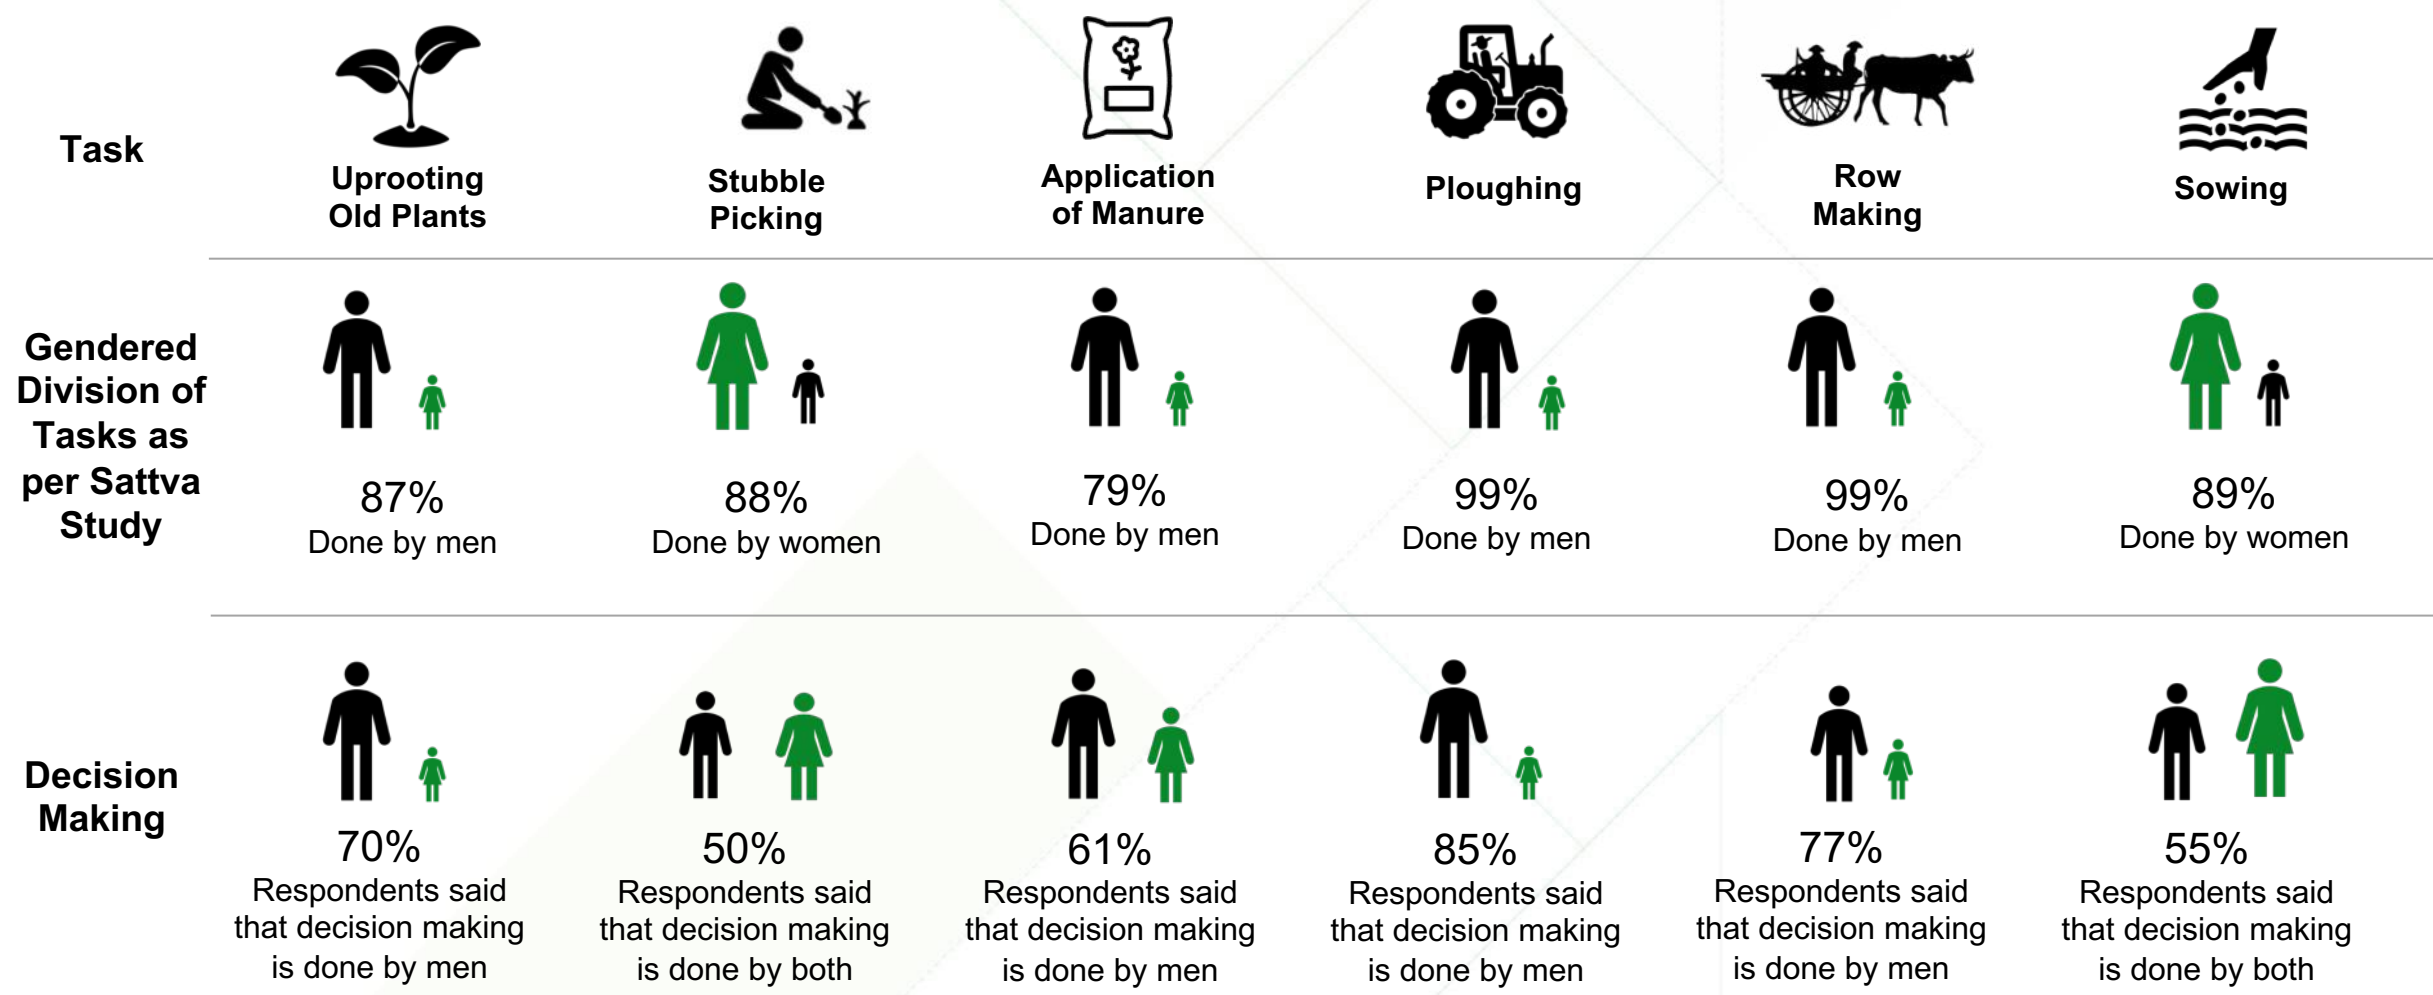 Task
Uprooting
Old Plants
Stubble
Picking
Application
of Manure
Ploughing
Row
Making
Sowing
Gendered
Division of
Tasks as
per Sattva
Study
87%
Done by men
88%
Done by women
79%
Done by men
99%
Done by men
99%
Done by men
89%
Done by women
Decision
Making
70%
Respondents said
that decision making
is done by men
50%
Respondents said
that decision making
is done by both
61%
Respondents said
that decision making
is done by men
85%
Respondents said
that decision making
is done by men
77%
Respondents said
that decision making
is done by men
55%
Respondents said
that decision making
is done by both